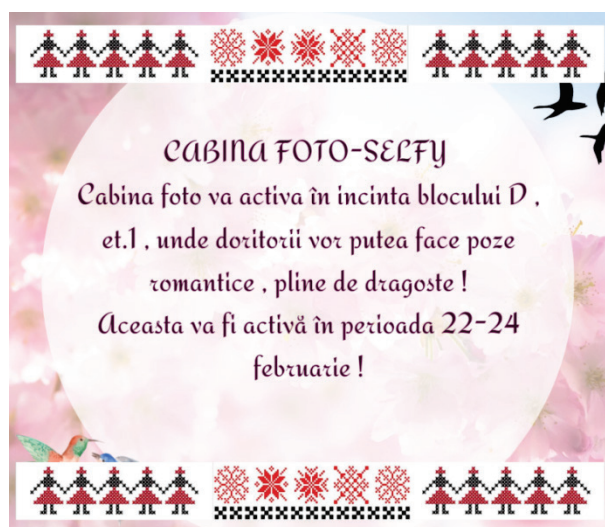 CABINA FOTO-SELFY
Cabina foto va activa în incinta blocului D ,
et.1 , unde doritorii vor putea face poze
romantice , pline de dragoste !
Aceasta va fi activă în perioada 22-24
februarie !